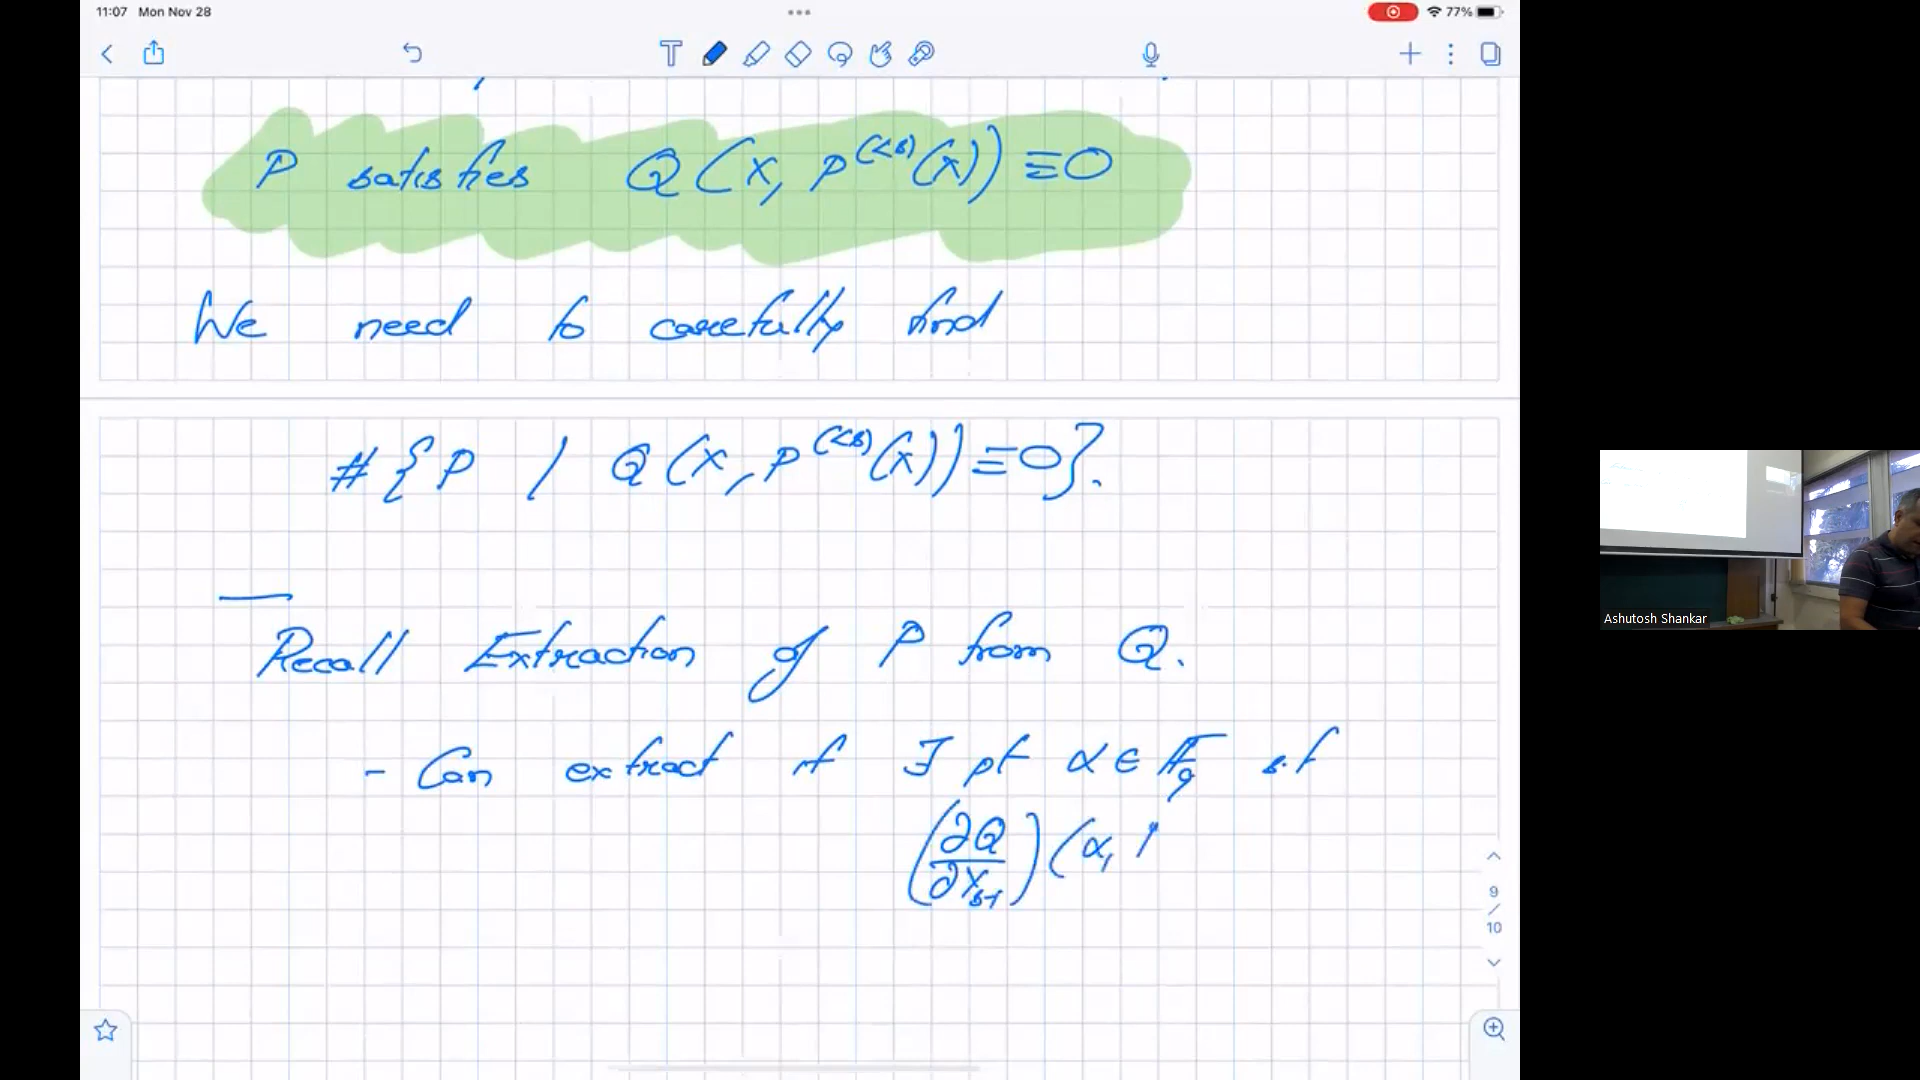 11:07 Mon Nov 28
77%
P satisfies Q(X, P^(<s)(X)) ≡ 0
We need to carefully find
# { P / Q(X, P^(<s)(X)) ≡ 0 }.
Recall Extraction of P from Q.
- Can extract if ∃ pt α ∈ F_q s.t
(∂Q/∂Y_{s-1}) (α,
9
/
10
Ashutosh Shankar